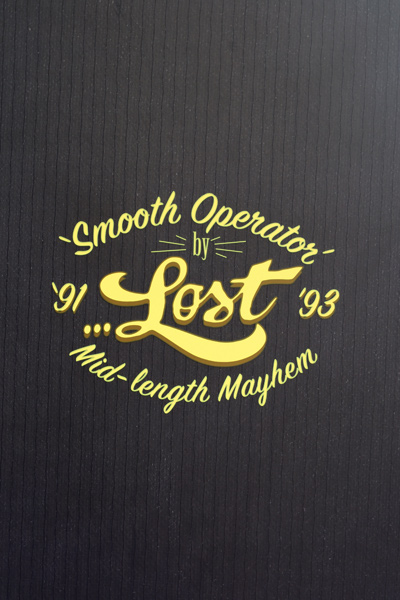 'Smooth Operator'
by
'91 ...Lost '93
Mid-length Mayhem